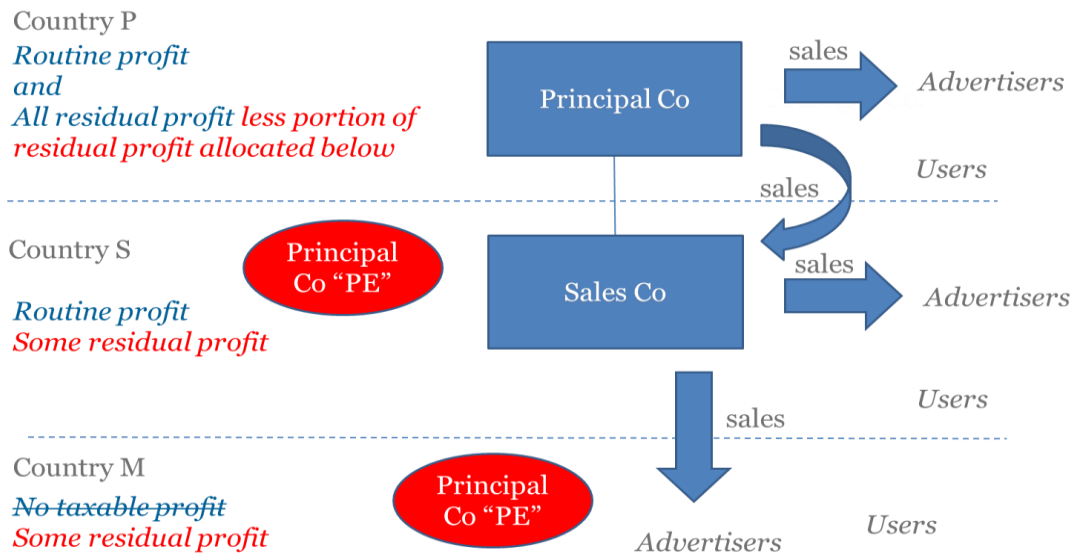 Country P
Routine profit
and
All residual profit less portion of
residual profit allocated below
Principal Co
sales
Advertisers
Users
sales
Country S
Principal
Co “PE”
Routine profit
Some residual profit
Sales Co
sales
Advertisers
Users
sales
Country M
No taxable profit
Some residual profit
Principal
Co “PE”
Advertisers
Users